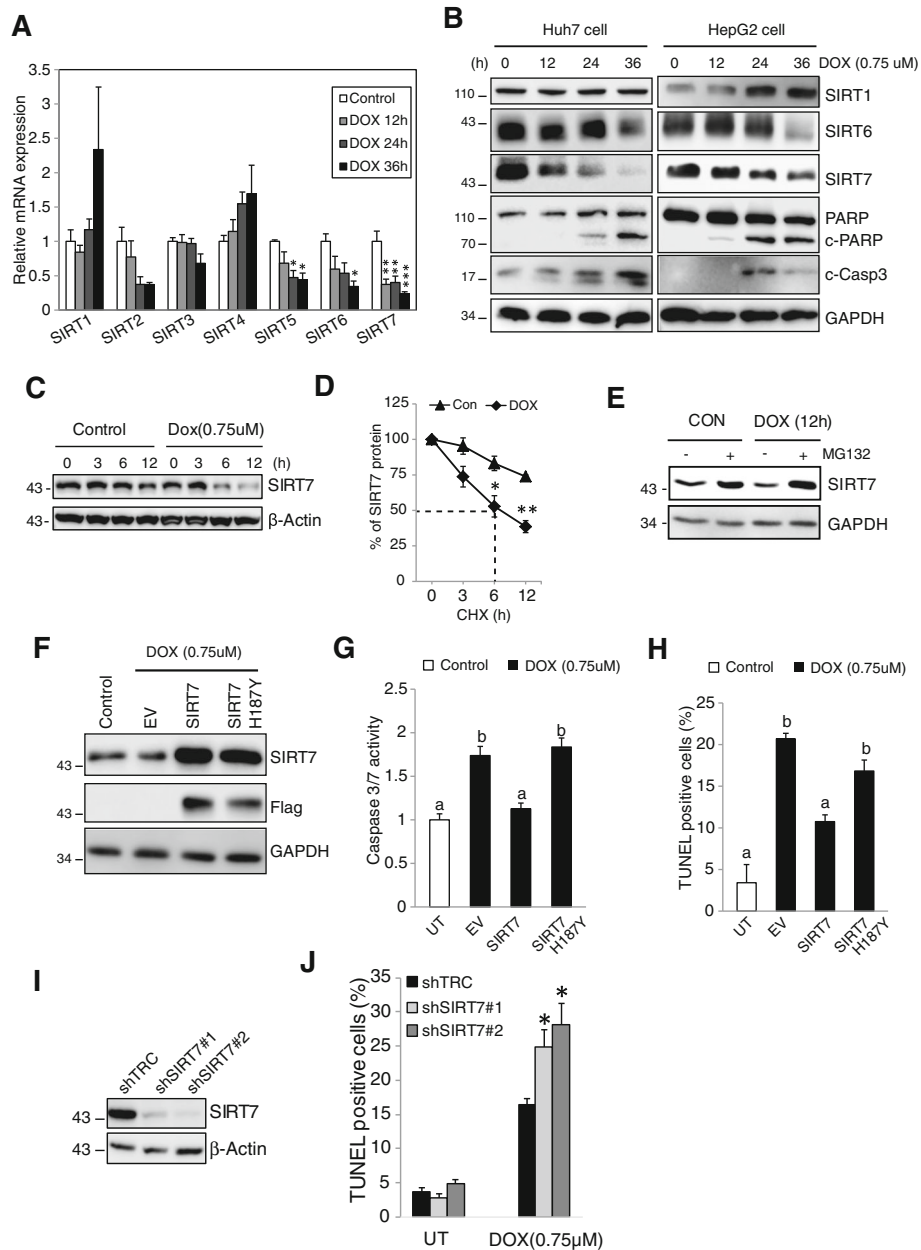 A
Relative mRNA expression
3.5
3
2.5
2
1.5
1
0.5
0
Control
DOX 12h
DOX 24h
DOX 36h
* * * ** ** ***
SIRT1 SIRT2 SIRT3 SIRT4 SIRT5 SIRT6 SIRT7
B
Huh7 cell HepG2 cell
(h) 0 12 24 36 0 12 24 36 DOX (0.75 uM)
110 SIRT1
43 SIRT6
43 SIRT7
110 PARP
70 c-PARP
17 c-Casp3
34 GAPDH
C
Control Dox(0.75uM)
0 3 6 12 0 3 6 12 (h)
43 - SIRT7
43 - β-Actin
D
Con DOX
% of SIRT7 protein
125
100
75
50
25
0
*
**
0 3 6 12
CHX (h)
E
CON DOX (12h)
- + - + MG132
43 - SIRT7
34 - GAPDH
F
DOX (0.75uM)
Control EV SIRT7 SIRT7 H187Y
43 SIRT7
43 Flag
34 GAPDH
G
Control DOX (0.75uM)
Caspase 3/7 activity
2.5
2
1.5
1
0.5
0
a b a b
UT EV SIRT7 SIRT7 H187Y
H
Control DOX (0.75uM)
TUNEL positive cells (%)
25
20
15
10
5
0
a b a b
UT EV SIRT7 SIRT7 H187Y
I
shTRC shSIRT7#1 shSIRT7#2
43 SIRT7
43 β-Actin
J
TUNEL positive cells (%)
35
30
25
20
15
10
5
0
shTRC
shSIRT7#1
shSIRT7#2
* *
UT DOX(0.75μM)